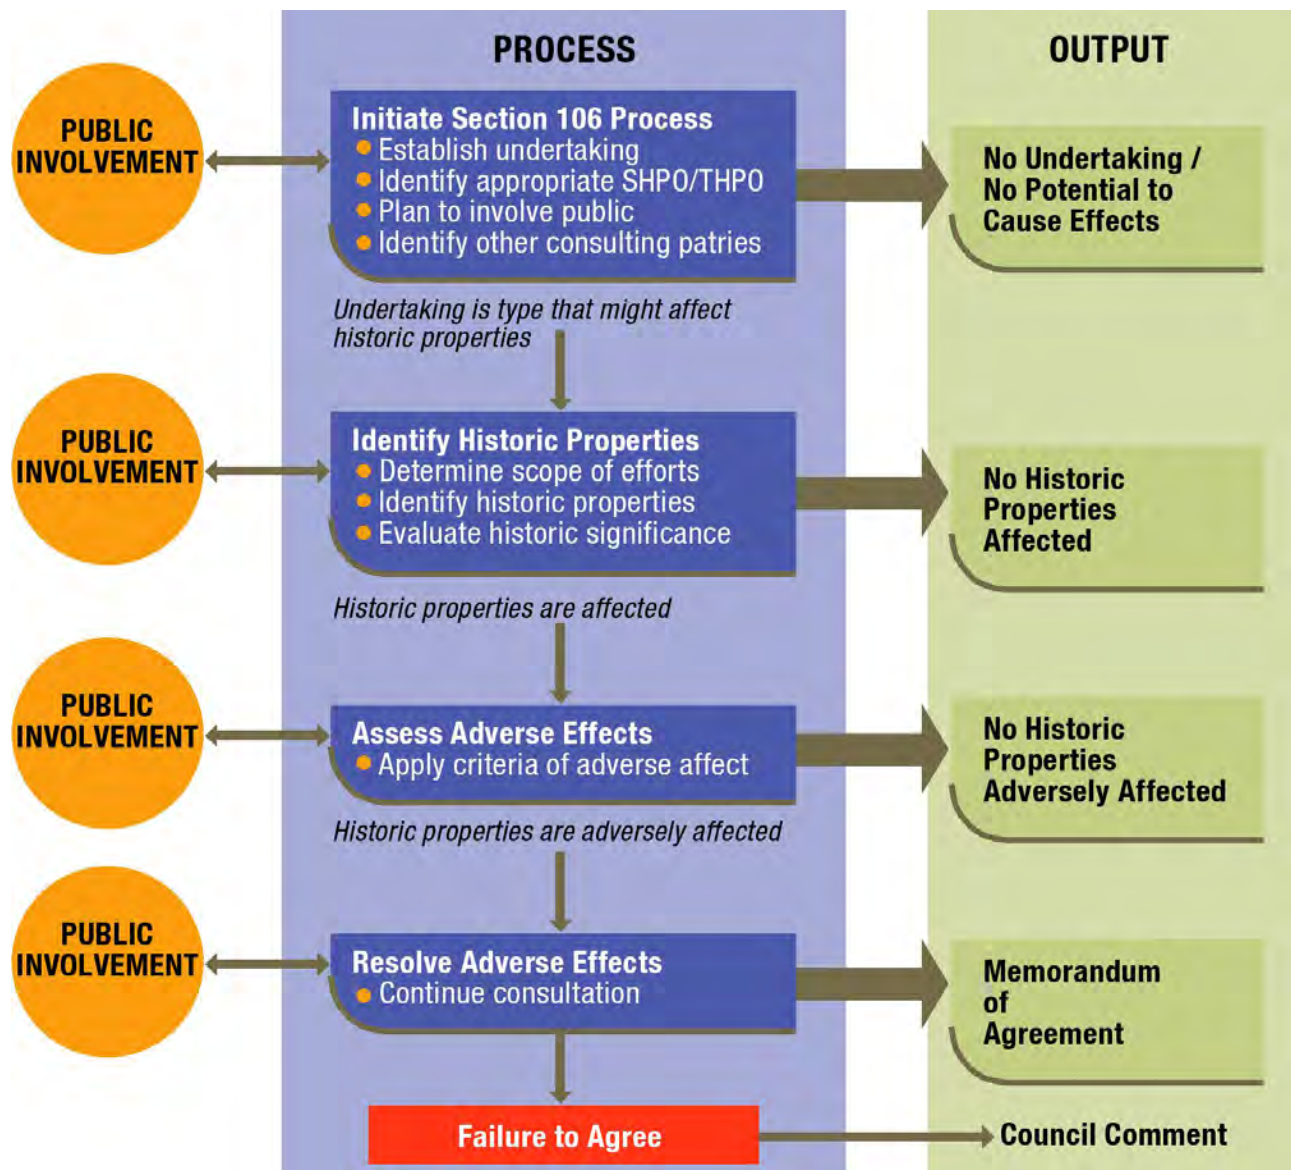 PROCESS
OUTPUT
PUBLIC
INVOLVEMENT
Initiate Section 106 Process
Establish undertaking
Identify appropriate SHPO/THPO
Plan to involve public
Identify other consulting patries
No Undertaking /
No Potential to
Cause Effects
Undertaking is type that might affect
historic properties
PUBLIC
INVOLVEMENT
Identify Historic Properties
Determine scope of efforts
Identify historic properties
Evaluate historic significance
No Historic
Properties
Affected
Historic properties are affected
PUBLIC
INVOLVEMENT
Assess Adverse Effects
Apply criteria of adverse affect
No Historic
Properties
Adversely Affected
Historic properties are adversely affected
PUBLIC
INVOLVEMENT
Resolve Adverse Effects
Continue consultation
Memorandum
of
Agreement
Failure to Agree
Council Comment